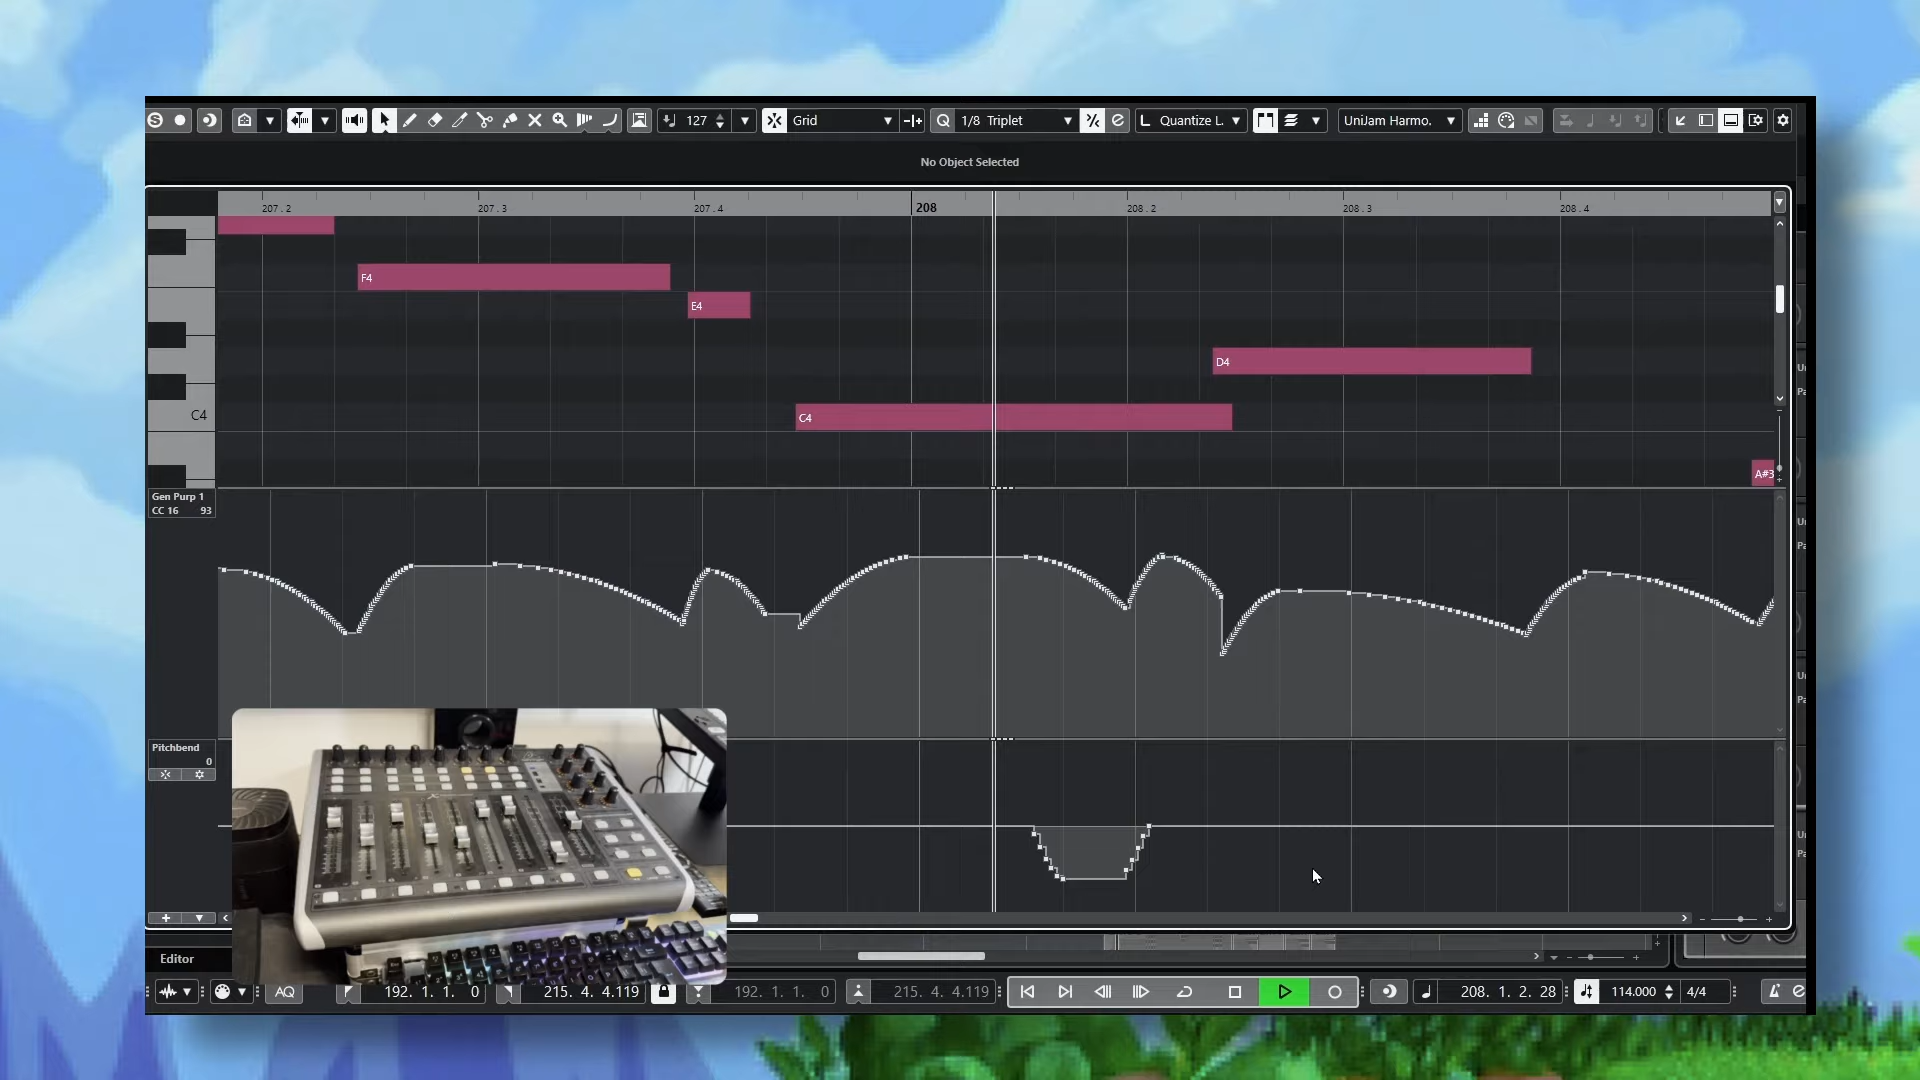 127
Grid
1/8 Triplet
Quantize L.
UniJam Harmo.
No Object Selected
207.2
207.3
207.4
208
208.2
208.3
208.4
F4
E4
D4
C4
C4
A#3
Gen Purp 1
CC 16 93
Pitchbend
0
Editor
AQ
192. 1. 1. 0
215. 4. 4.119
192. 1. 1. 0
215. 4. 4.119
208. 1. 2. 28
114.000
4/4